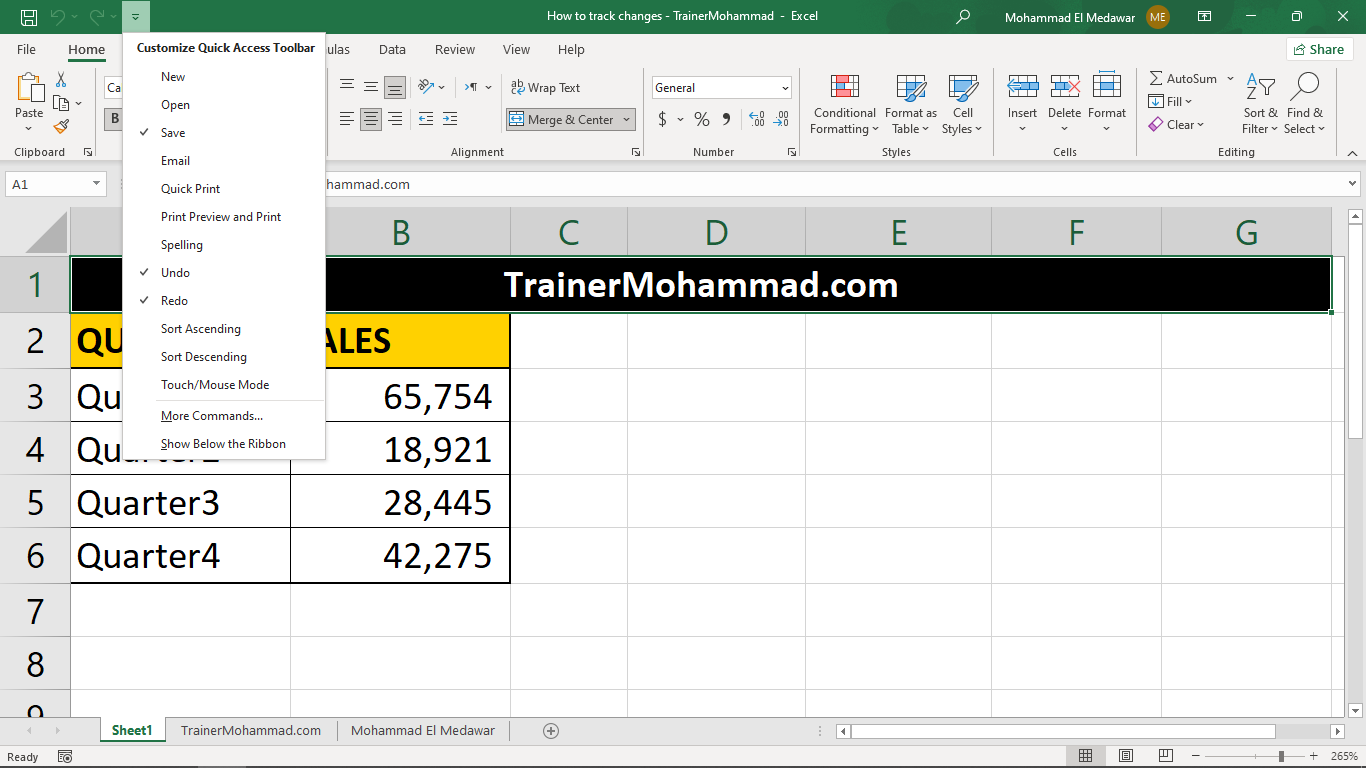 How to track changes - TrainerMohammad - Excel
Mohammad El Medawar ME
File Home ulas Data Review View Help Share
Customize Quick Access Toolbar
New
Open
Save
Email
Quick Print
Print Preview and Print
Spelling
Undo
Redo
Sort Ascending
Sort Descending
Touch/Mouse Mode
More Commands...
Show Below the Ribbon
Paste
Clipboard
Ca
B
Wrap Text
Merge & Center
Alignment
General
$ % , .00
Number
Conditional Formatting
Format as Table
Cell Styles
Styles
Insert Delete Format
Cells
AutoSum
Fill
Clear
Sort & Filter
Find & Select
Editing
A1
hammad.com
B C D E F G
1 TrainerMohammad.com
2 QU ALES
3 Qu 65,754
4 Qu 18,921
5 Quarter3 28,445
6 Quarter4 42,275
7
8
9
Sheet1 TrainerMohammad.com Mohammad El Medawar
Ready 265%